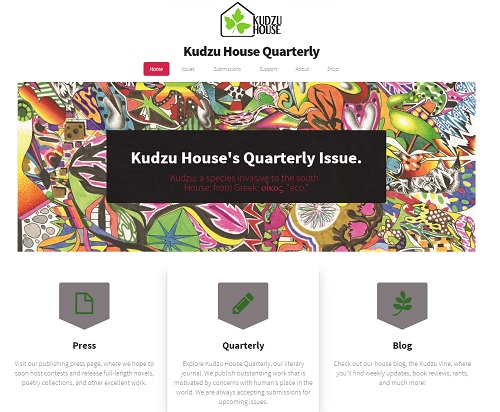 KUDZU
HOUSE
Kudzu House Quarterly
Home Issues Submissions Support About Shop
Kudzu House's Quarterly Issue.
Kudzu: a species invasive to the south.
House: from Greek: οίκος, "eco."
Press
Visit our publishing press page, where we hope to
soon host contests and release full-length novels,
poetry collections, and other excellent work.
Quarterly
Explore Kudzu House Quarterly, our literary
journal. We publish outstanding work that is
motivated by concerns with human's place in the
world. We are always accepting submissions for
upcoming issues.
Blog
Check out our house blog, the Kudzu Vine, where
you'll find weekly updates, book reviews, rants,
and much more!